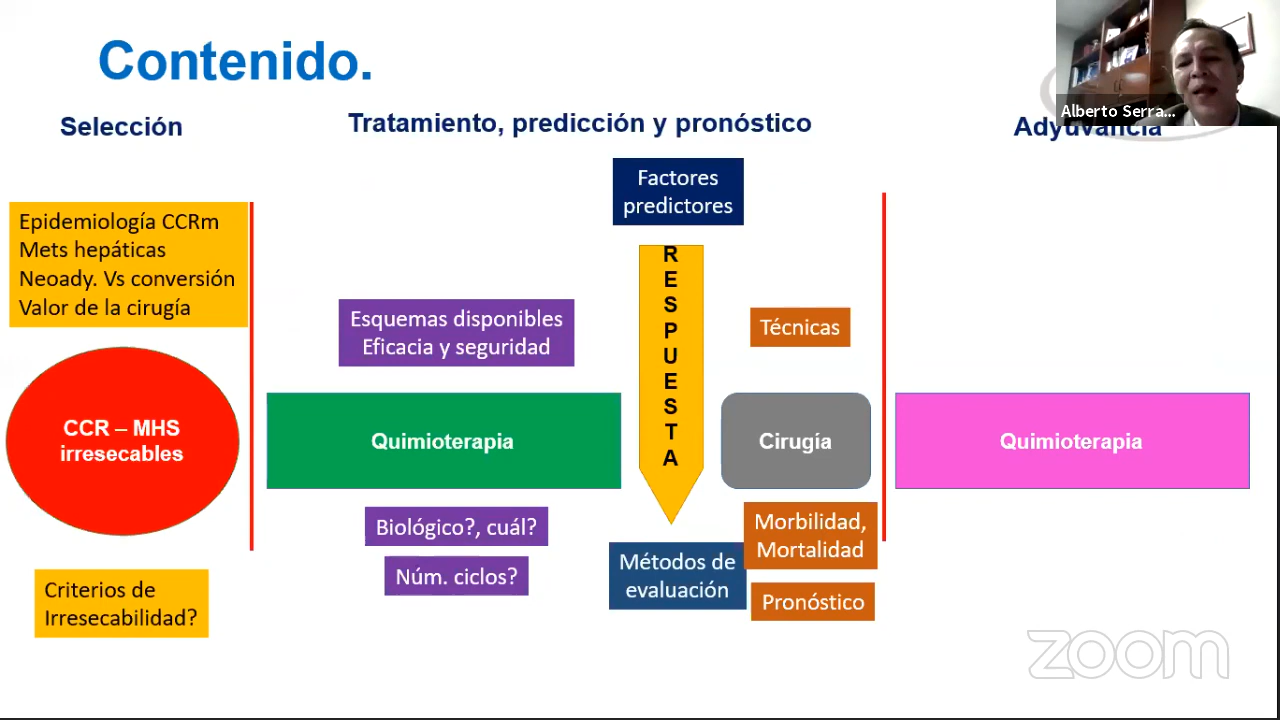 Contenido.
Alberto Serra...
Selección
Tratamiento, predicción y pronóstico
Adyuvancia
Factores
predictores
Epidemiología CCRm
Mets hepáticas
Neoady. Vs conversión
Valor de la cirugía
RESPUESTA
Esquemas disponibles
Eficacia y seguridad
Técnicas
CCR – MHS
irresecables
Quimioterapia
Cirugía
Quimioterapia
Biológico?, cuál?
Núm. ciclos?
Morbilidad,
Mortalidad
Métodos de
evaluación
Pronóstico
Criterios de
Irresecabilidad?
zoom